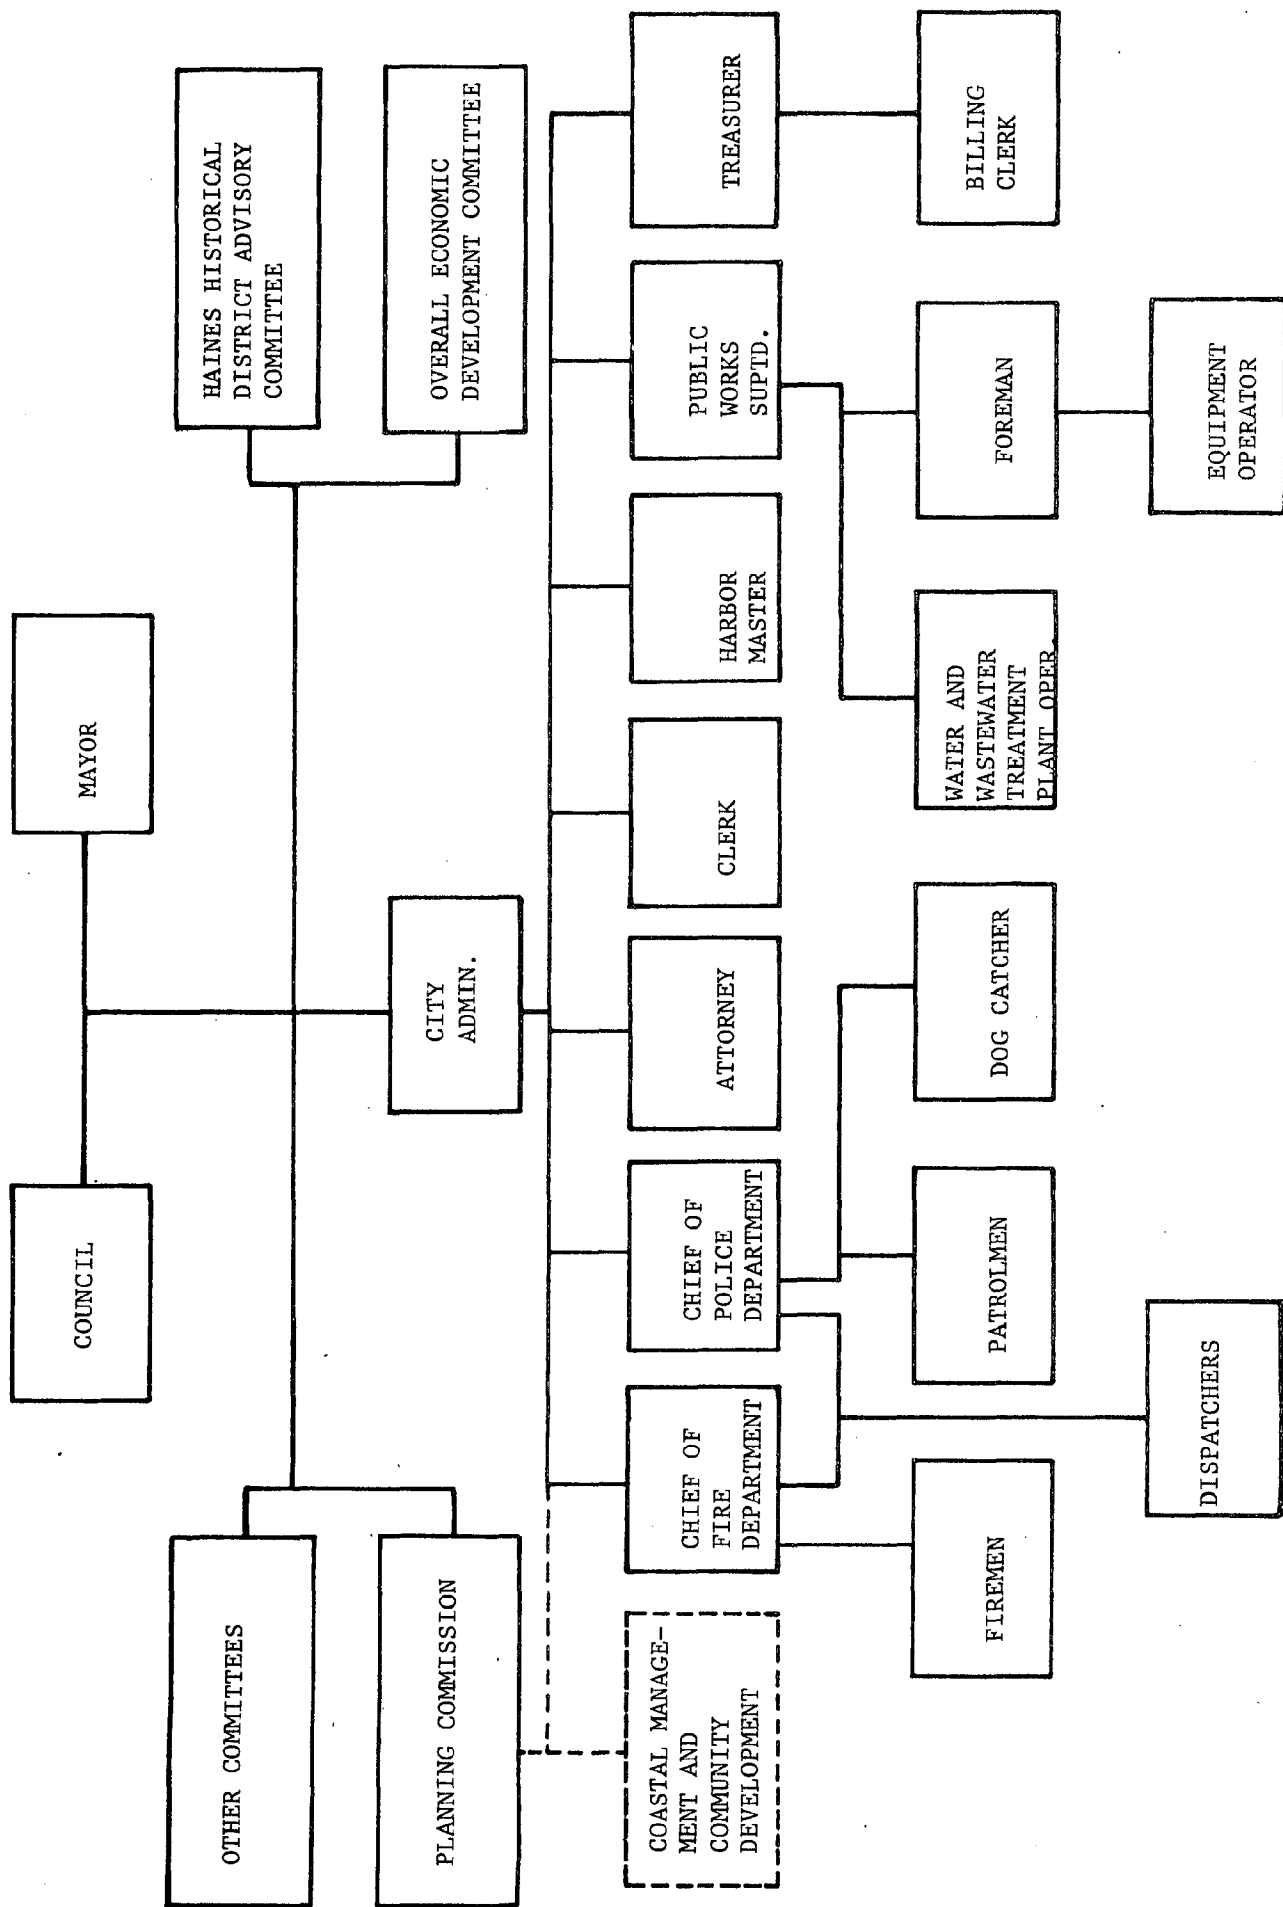 COUNCIL
MAYOR
OTHER COMMITTEES
HAINES HISTORICAL
DISTRICT ADVISORY
COMMITTEE
PLANNING COMMISSION
CITY
ADMIN.
OVERALL ECONOMIC
DEVELOPMENT COMMITTEE
COASTAL MANAGE-
MENT AND
COMMUNITY
DEVELOPMENT
CHIEF OF
FIRE
DEPARTMENT
CHIEF OF
POLICE
DEPARTMENT
ATTORNEY
CLERK
HARBOR
MASTER
PUBLIC
WORKS
SUPTD.
TREASURER
FIREMEN
PATROLMEN
DOG CATCHER
WATER AND
WASTEWATER
TREATMENT
PLANT OPER.
FOREMAN
BILLING
CLERK
DISPATCHERS
EQUIPMENT
OPERATOR